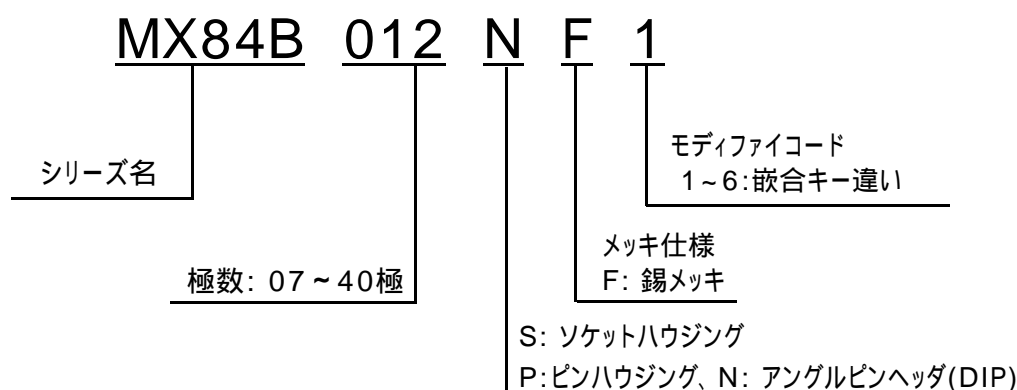 MX84B 012 N F 1
モディファイコード
1~6:嵌合キー違い
シリーズ名
メッキ仕様
極数: 07~40極
F: 錫メッキ
S: ソケットハウジング
P:ピンハウジング、N: アングルピンヘッダ(DIP)